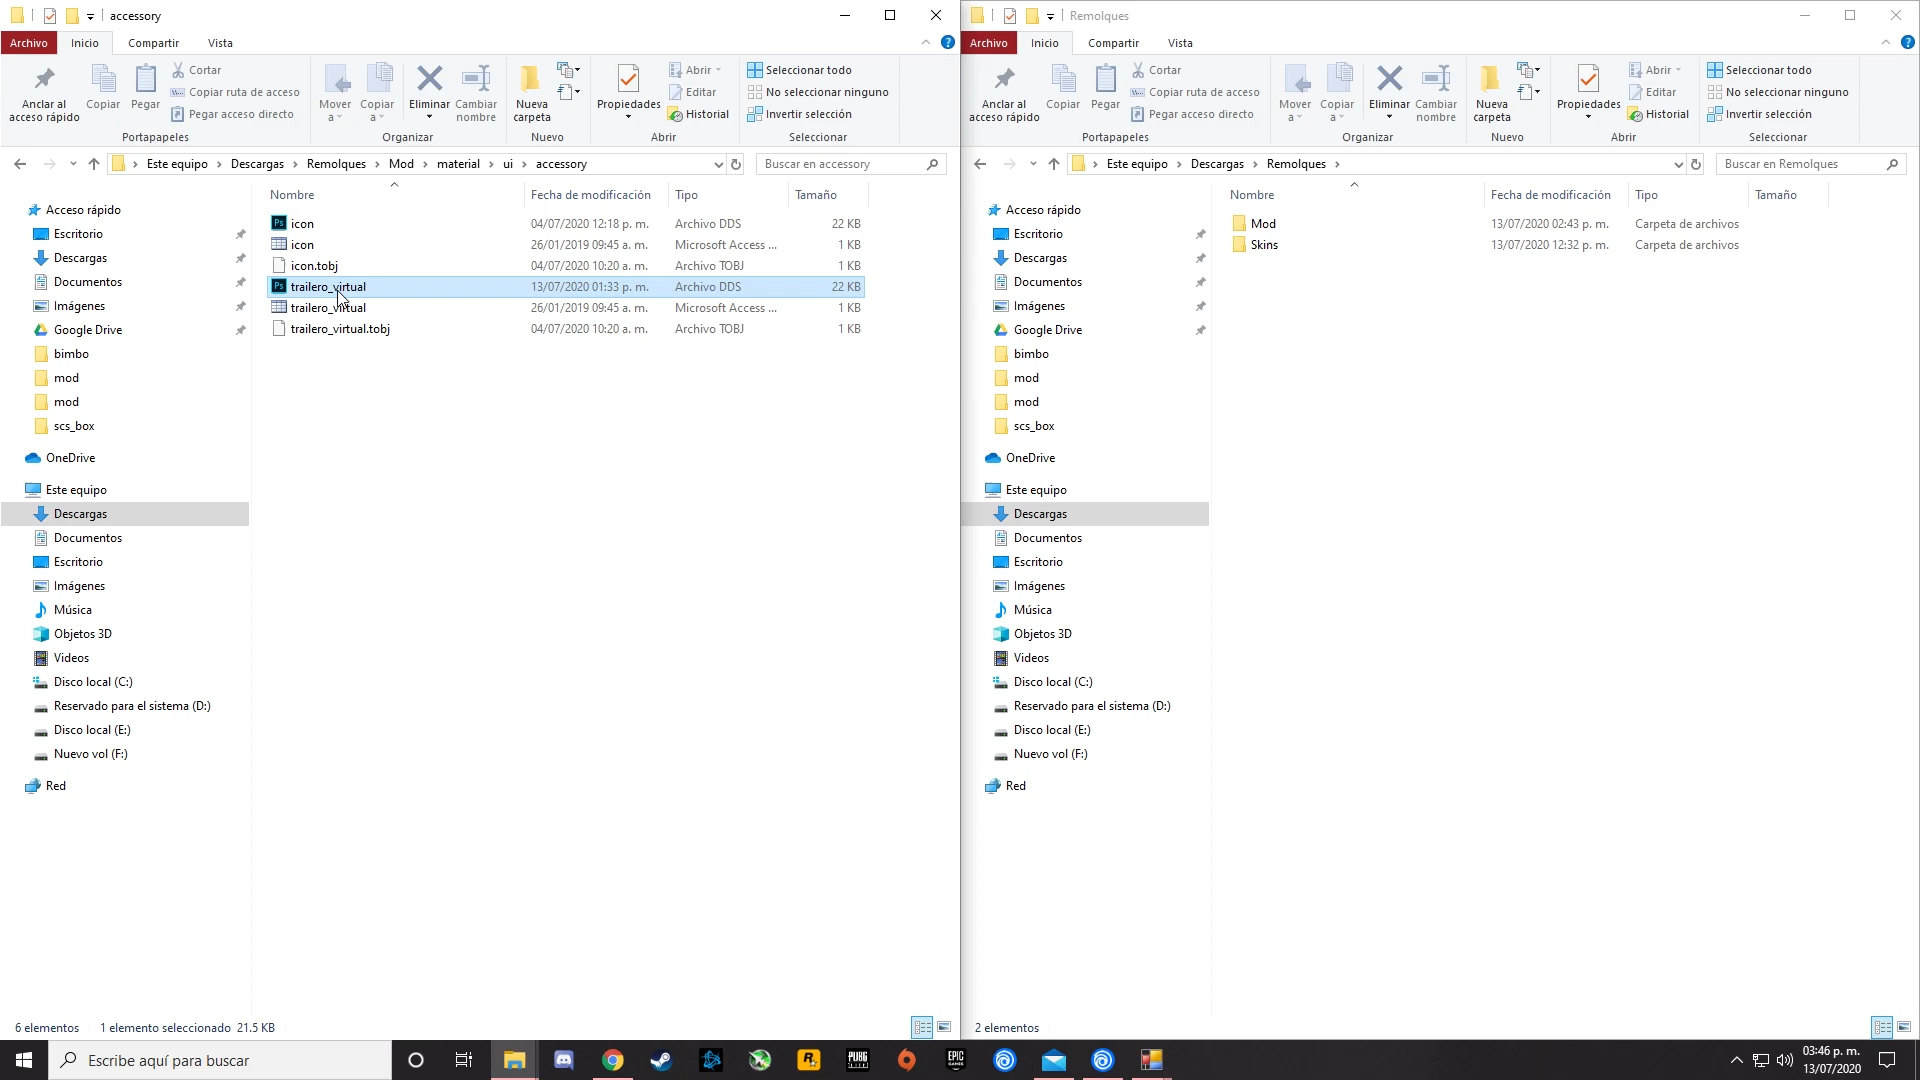 accessory
Archivo Inicio Compartir Vista
Anclar al acceso rápido
Copiar
Pegar
Cortar
Copiar ruta de acceso
Pegar acceso directo
Portapapeles
Mover a
Copiar a
Eliminar
Cambiar nombre
Organizar
Nueva carpeta
Nuevo
Propiedades
Abrir
Editar
Historial
Abrir
Seleccionar todo
No seleccionar ninguno
Invertir selección
Seleccionar
Este equipo > Descargas > Remolques > Mod > material > ui > accessory
Buscar en accessory
Nombre Fecha de modificación Tipo Tamaño
icon 04/07/2020 12:18 p. m. Archivo DDS 22 KB
icon 26/01/2019 09:45 a. m. Microsoft Access ... 1 KB
icon.tobj 04/07/2020 10:20 a. m. Archivo TOBJ 1 KB
trailero_virtual 13/07/2020 01:33 p. m. Archivo DDS 22 KB
trailero_virtual 26/01/2019 09:45 a. m. Microsoft Access ... 1 KB
trailero_virtual.tobj 04/07/2020 10:20 a. m. Archivo TOBJ 1 KB
Acceso rápido
Escritorio
Descargas
Documentos
Imágenes
Google Drive
bimbo
mod
mod
scs_box
OneDrive
Este equipo
Descargas
Documentos
Escritorio
Imágenes
Música
Objetos 3D
Videos
Disco local (C:)
Reservado para el sistema (D:)
Disco local (E:)
Nuevo vol (F:)
Red
6 elementos 1 elemento seleccionado 21.5 KB
Remolques
Archivo Inicio Compartir Vista
Anclar al acceso rápido
Copiar
Pegar
Cortar
Copiar ruta de acceso
Pegar acceso directo
Portapapeles
Mover a
Copiar a
Eliminar
Cambiar nombre
Organizar
Nueva carpeta
Nuevo
Propiedades
Abrir
Editar
Historial
Abrir
Seleccionar todo
No seleccionar ninguno
Invertir selección
Seleccionar
Este equipo > Descargas > Remolques >
Buscar en Remolques
Nombre Fecha de modificación Tipo Tamaño
Mod 13/07/2020 02:43 p. m. Carpeta de archivos
Skins 13/07/2020 12:32 p. m. Carpeta de archivos
Acceso rápido
Escritorio
Descargas
Documentos
Imágenes
Google Drive
bimbo
mod
mod
scs_box
OneDrive
Este equipo
Descargas
Documentos
Escritorio
Imágenes
Música
Objetos 3D
Videos
Disco local (C:)
Reservado para el sistema (D:)
Disco local (E:)
Nuevo vol (F:)
Red
2 elementos
Escribe aquí para buscar
03:46 p. m.
13/07/2020